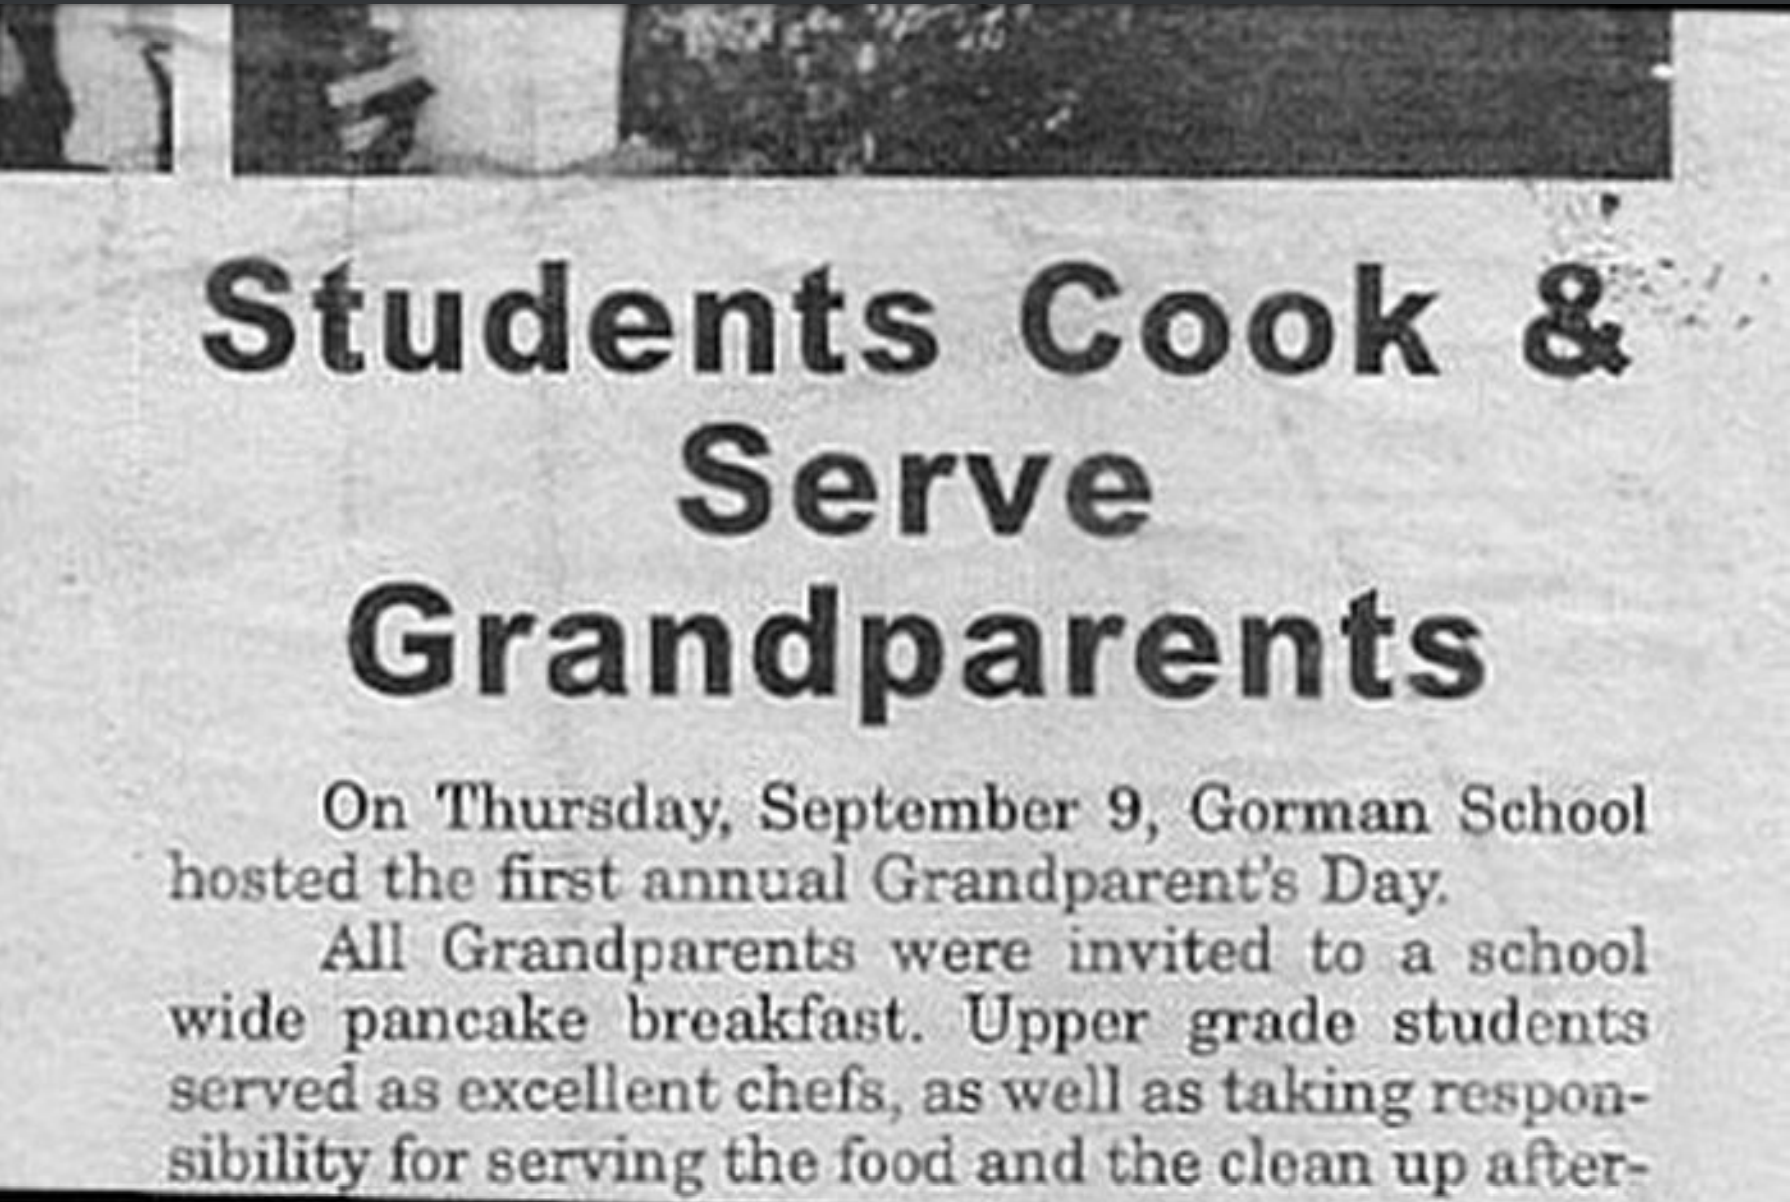 Students Cook &
Serve
Grandparents
On Thursday, September 9, Gorman School
hosted the first annual Grandparent's Day.
All Grandparents were invited to a school
wide pancake breakfast. Upper grade students
served as excellent chefs, as well as taking respon-
sibility for serving the food and the clean up after-